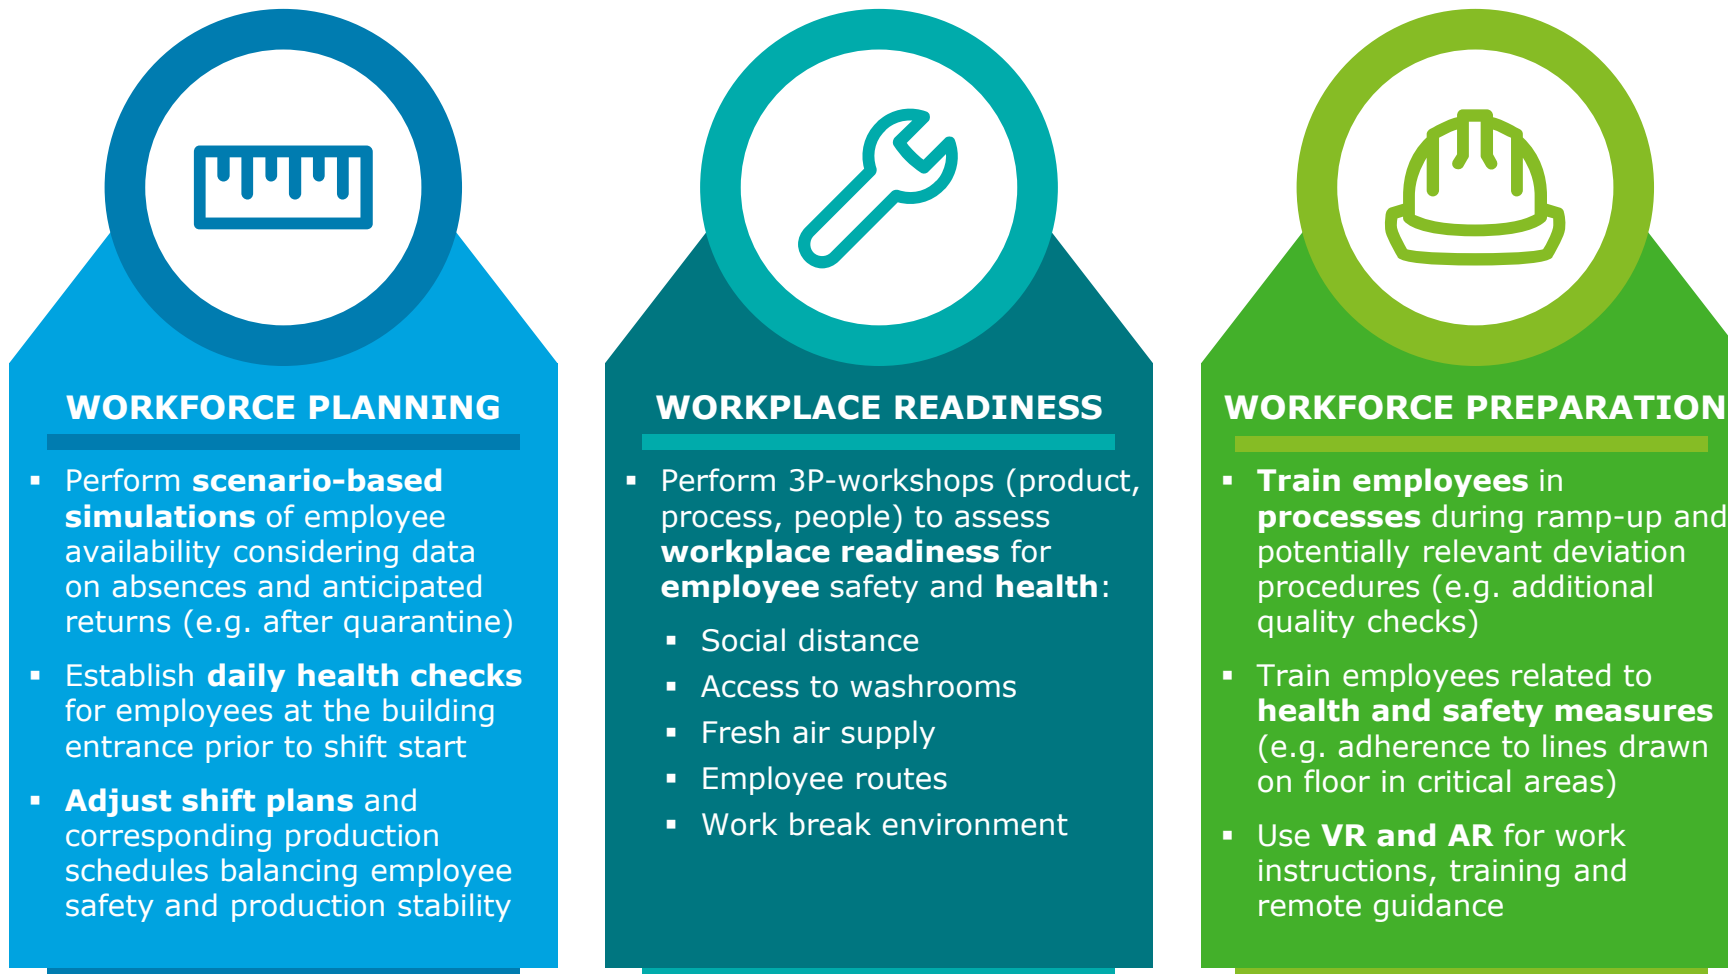 WORKFORCE PLANNING
▪ Perform scenario-based
simulations of employee
availability considering data
on absences and anticipated
returns (e.g. after quarantine)
▪ Establish daily health checks
for employees at the building
entrance prior to shift start
▪ Adjust shift plans and
corresponding production
schedules balancing employee
safety and production stability
WORKPLACE READINESS
▪ Perform 3P-workshops (product,
process, people) to assess
workplace readiness for
employee safety and health:
▪ Social distance
▪ Access to washrooms
▪ Fresh air supply
▪ Employee routes
▪ Work break environment
WORKFORCE PREPARATION
▪ Train employees in
processes during ramp-up and
potentially relevant deviation
procedures (e.g. additional
quality checks)
▪ Train employees related to
health and safety measures
(e.g. adherence to lines drawn
on floor in critical areas)
▪ Use VR and AR for work
instructions, training and
remote guidance